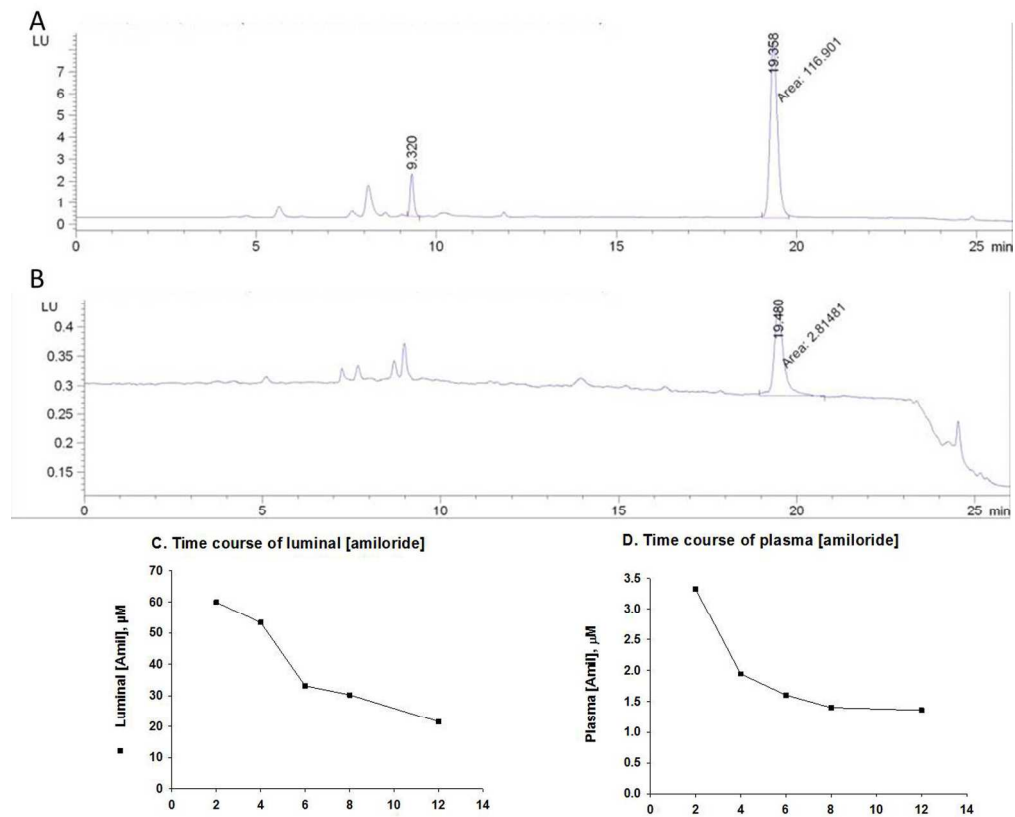 A
LU
7
6
5
4
3
2
1
0
9.320
19.358
Area: 116.901
0 5 10 15 20 25 min
B
LU
0.4
0.35
0.3
0.25
0.2
0.15
19.480
Area: 2.81481
0 5 10 15 20 25 min
C. Time course of luminal [amiloride]
70
60
50
40
30
20
10
0
Luminal [Amil], µM
0 2 4 6 8 10 12 14
D. Time course of plasma [amiloride]
3.5
3.0
2.5
2.0
1.5
1.0
0.5
0.0
Plasma [Amil], µM
0 2 4 6 8 10 12 14